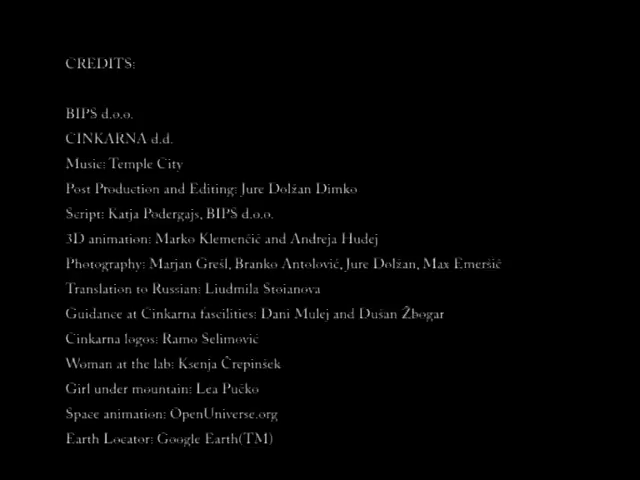 CREDITS:
BIPS d.o.o.
CINKARNA d.d.
Music: Temple City
Post Production and Editing: Jure Dolžan Dimko
Script: Katja Podergajs, BIPS d.o.o.
3D animation: Marko Klemenčić and Andreja Hudej
Photography: Marjan Grešl, Branko Antolovič, Jure Dolžan, Max Emeršič
Translation to Russian: Liudmila Stoianova
Guidance at Cinkarna fascilities: Dani Mulej and Dušan Žbogar
Cinkarna logos: Ramo Selimovič
Woman at the lab: Ksenja Črepinšek
Girl under mountain: Lea Pučko
Space animation: OpenUniverse.org
Earth Locator: Google Earth(TM)